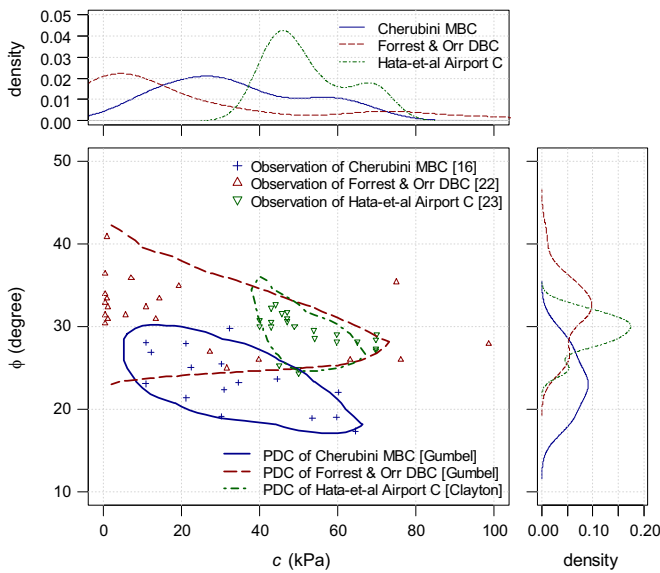 0.05
0.04
0.03
0.02
0.01
0.00
density
Cherubini MBC
Forrest & Orr DBC
Hata-et-al Airport C
50
40
30
20
10
ϕ (degree)
Observation of Cherubini MBC [16]
Observation of Forrest & Orr DBC [22]
Observation of Hata-et-al Airport C [23]
PDC of Cherubini MBC [Gumbel]
PDC of Forrest & Orr DBC [Gumbel]
PDC of Hata-et-al Airport C [Clayton]
0 20 40 60 80 100
c (kPa)
0.00 0.10 0.20
density